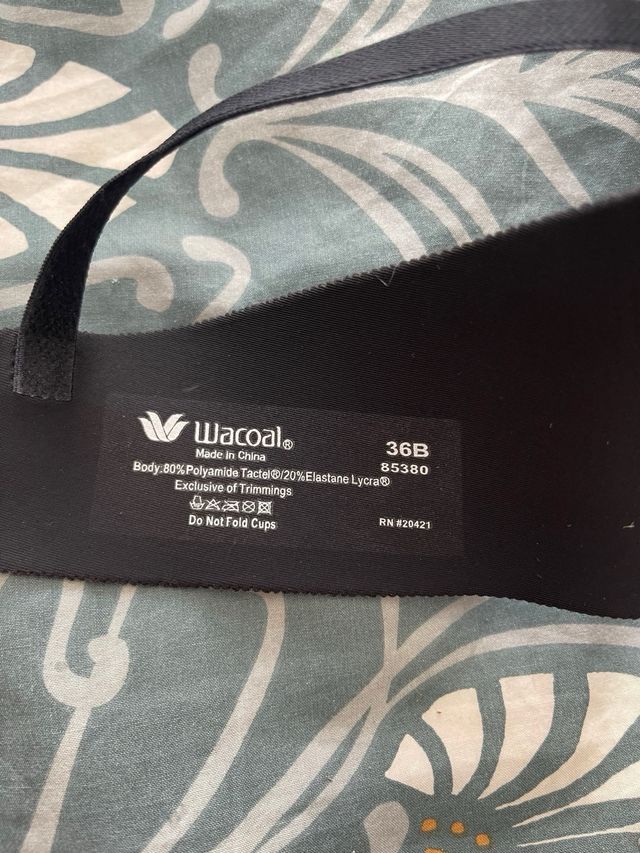 Wacoal®
Made in China
36B
85380
Body:80%Polyamide Tactel®/20%Elastane Lycra®
Exclusive of Trimmings
Do Not Fold Cups
RN #20421